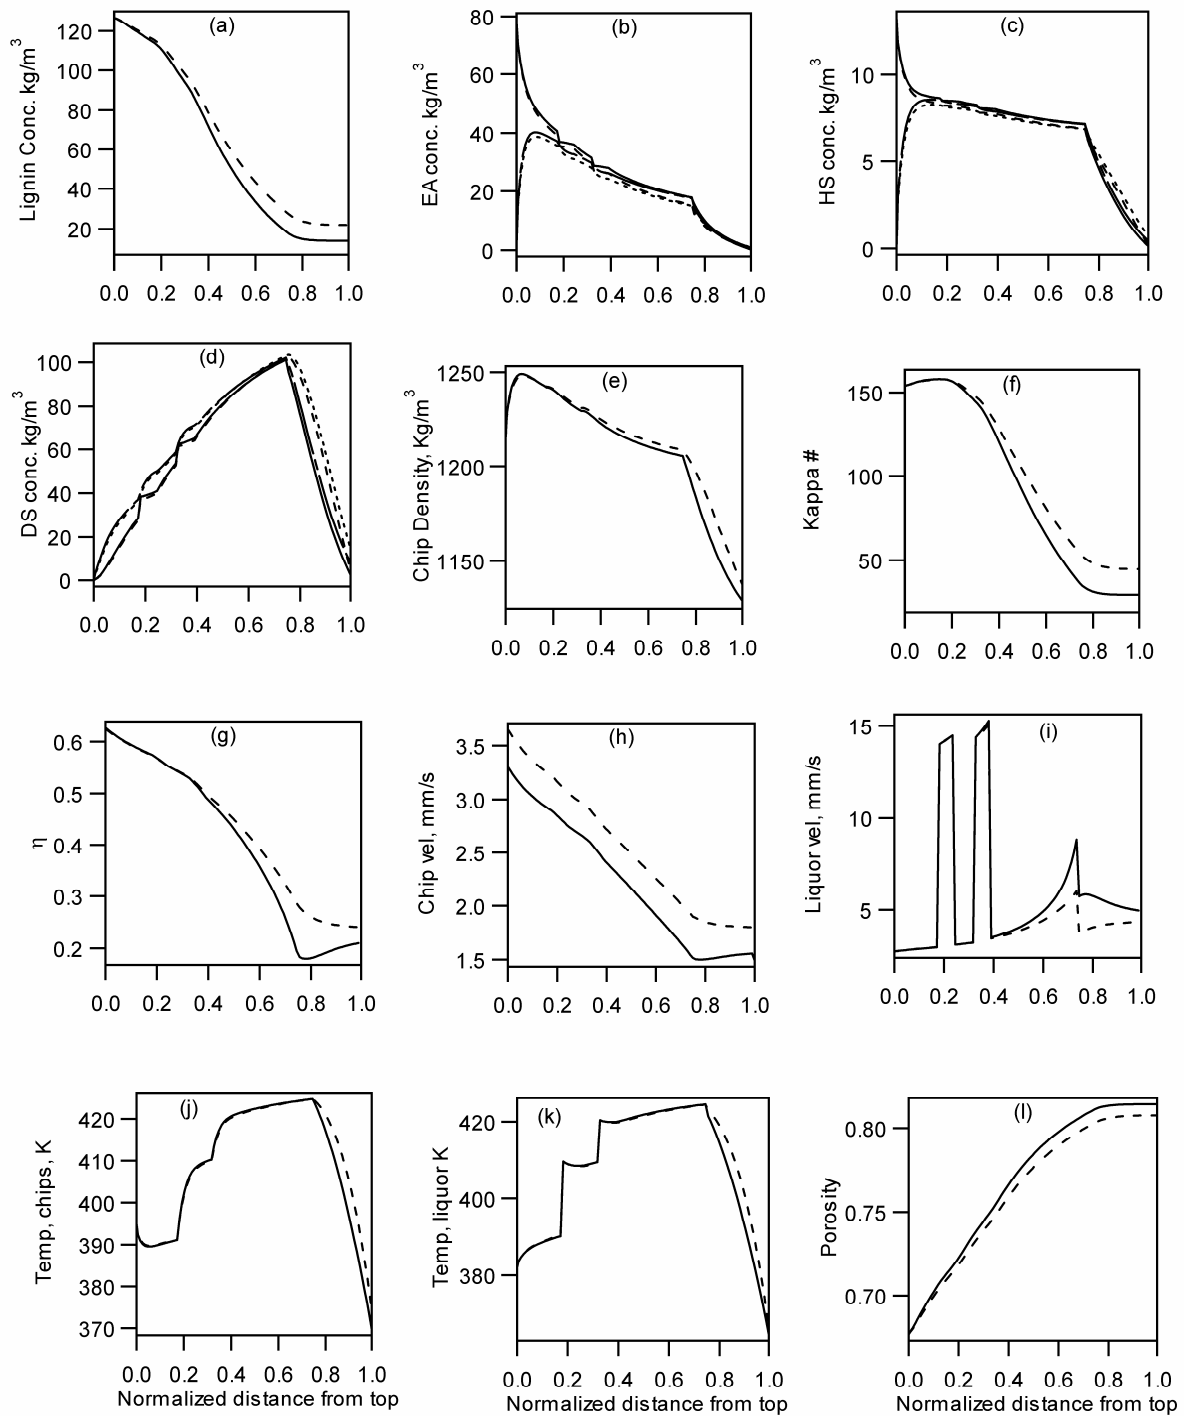 (a)
Lignin Conc. kg/m3
120
100
80
60
40
20
0.0 0.2 0.4 0.6 0.8 1.0
(b)
EA conc. kg/m3
80
60
40
20
0
0.0 0.2 0.4 0.6 0.8 1.0
(c)
HS conc. kg/m3
10
5
0
0.0 0.2 0.4 0.6 0.8 1.0
(d)
DS conc. kg/m3
100
80
60
40
20
0
0.0 0.2 0.4 0.6 0.8 1.0
(e)
Chip Density, Kg/m3
1250
1200
1150
0.0 0.2 0.4 0.6 0.8 1.0
(f)
Kappa #
150
100
50
0.0 0.2 0.4 0.6 0.8 1.0
(g)
η
0.6
0.5
0.4
0.3
0.2
0.0 0.2 0.4 0.6 0.8 1.0
(h)
Chip vel, mm/s
3.5
3.0
2.5
2.0
1.5
0.0 0.2 0.4 0.6 0.8 1.0
(i)
Liquor vel, mm/s
15
10
5
0.0 0.2 0.4 0.6 0.8 1.0
(j)
Temp, chips, K
420
410
400
390
380
370
0.0 0.2 0.4 0.6 0.8 1.0
Normalized distance from top
(k)
Temp, liquor K
420
400
380
0.0 0.2 0.4 0.6 0.8 1.0
Normalized distance from top
(l)
Porosity
0.80
0.75
0.70
0.0 0.2 0.4 0.6 0.8 1.0
Normalized distance from top